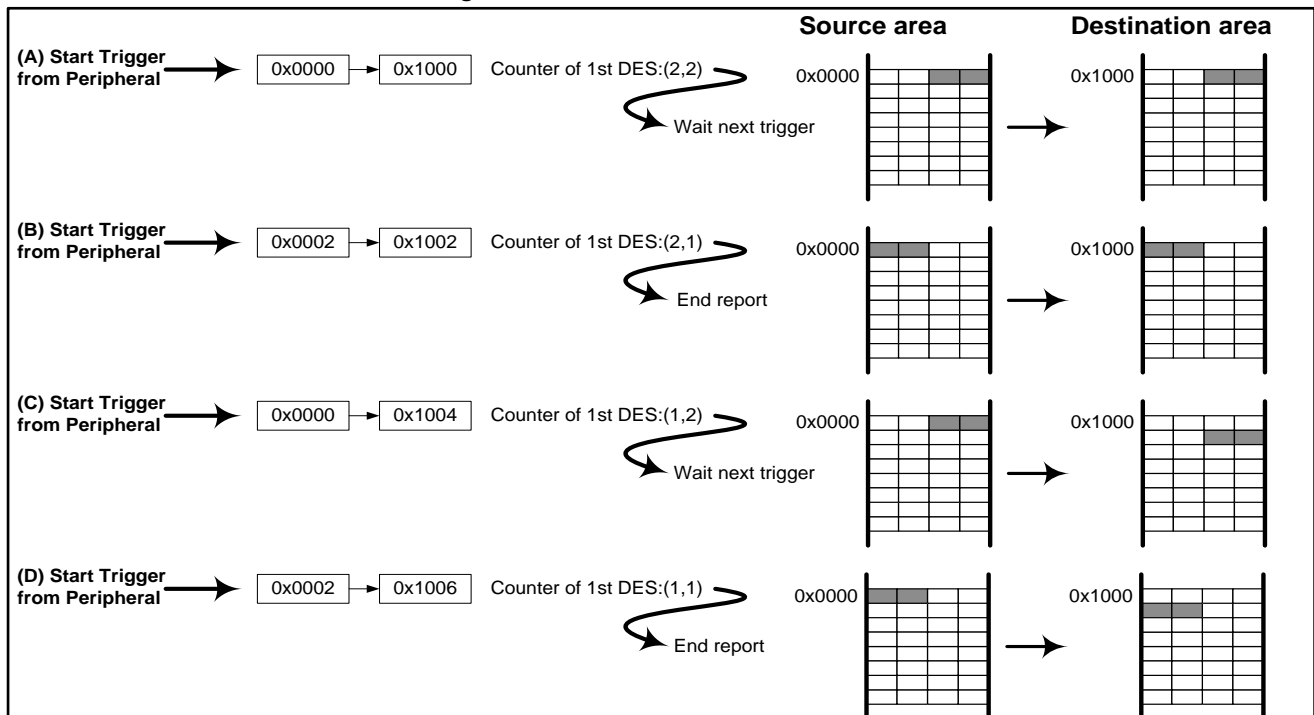 Source area Destination area
(A) Start Trigger
from Peripheral
0x0000 0x1000 Counter of 1st DES:(2,2)
Wait next trigger
0x0000 0x1000
(B) Start Trigger
from Peripheral
0x0002 0x1002 Counter of 1st DES:(2,1)
End report
0x0000 0x1000
(C) Start Trigger
from Peripheral
0x0000 0x1004 Counter of 1st DES:(1,2)
Wait next trigger
0x0000 0x1000
(D) Start Trigger
from Peripheral
0x0002 0x1006 Counter of 1st DES:(1,1)
End report
0x0000 0x1000